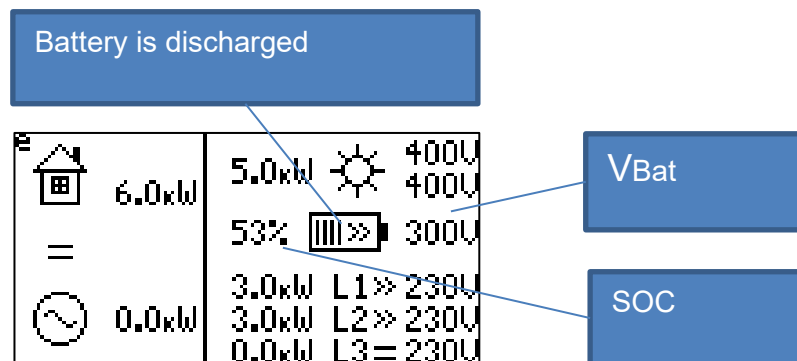 Battery is discharged
e
6.0kW
=
0.0kW
5.0kW 400V
400V
53% >> 300V
3.0kW L1>> 230V
3.0kW L2>> 230V
0.0kW L3= 230V
VBat
SOC